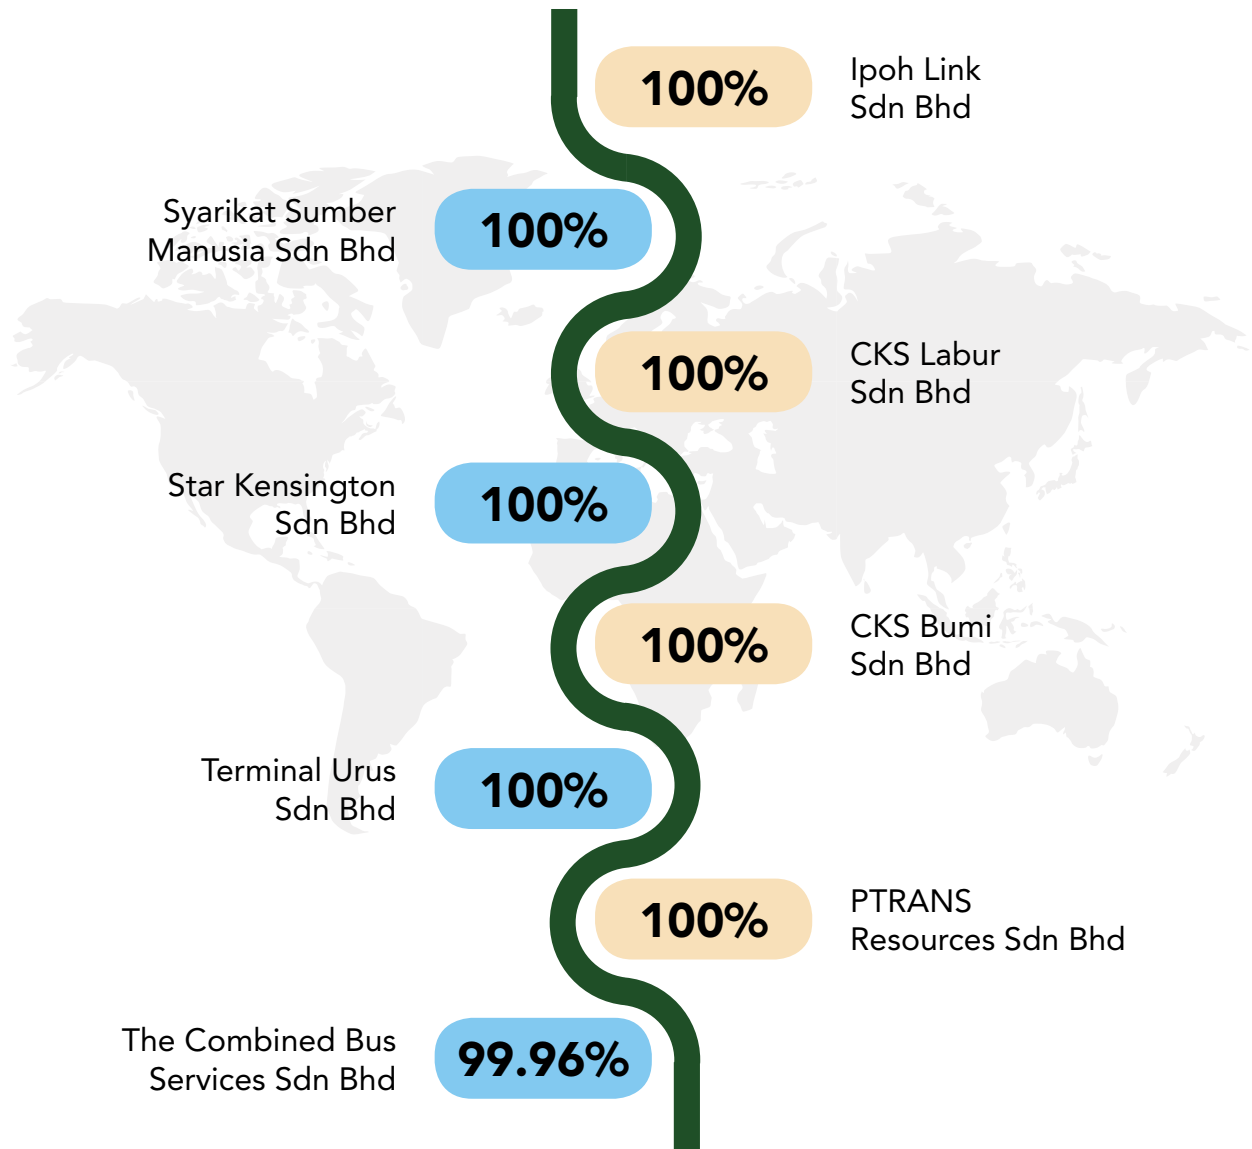 100%
Ipoh Link
Sdn Bhd
Syarikat Sumber
Manusia Sdn Bhd
100%
100%
CKS Labur
Sdn Bhd
Star Kensington
Sdn Bhd
100%
100%
CKS Bumi
Sdn Bhd
Terminal Urus
Sdn Bhd
100%
100%
PTRANS
Resources Sdn Bhd
The Combined Bus
Services Sdn Bhd
99.96%